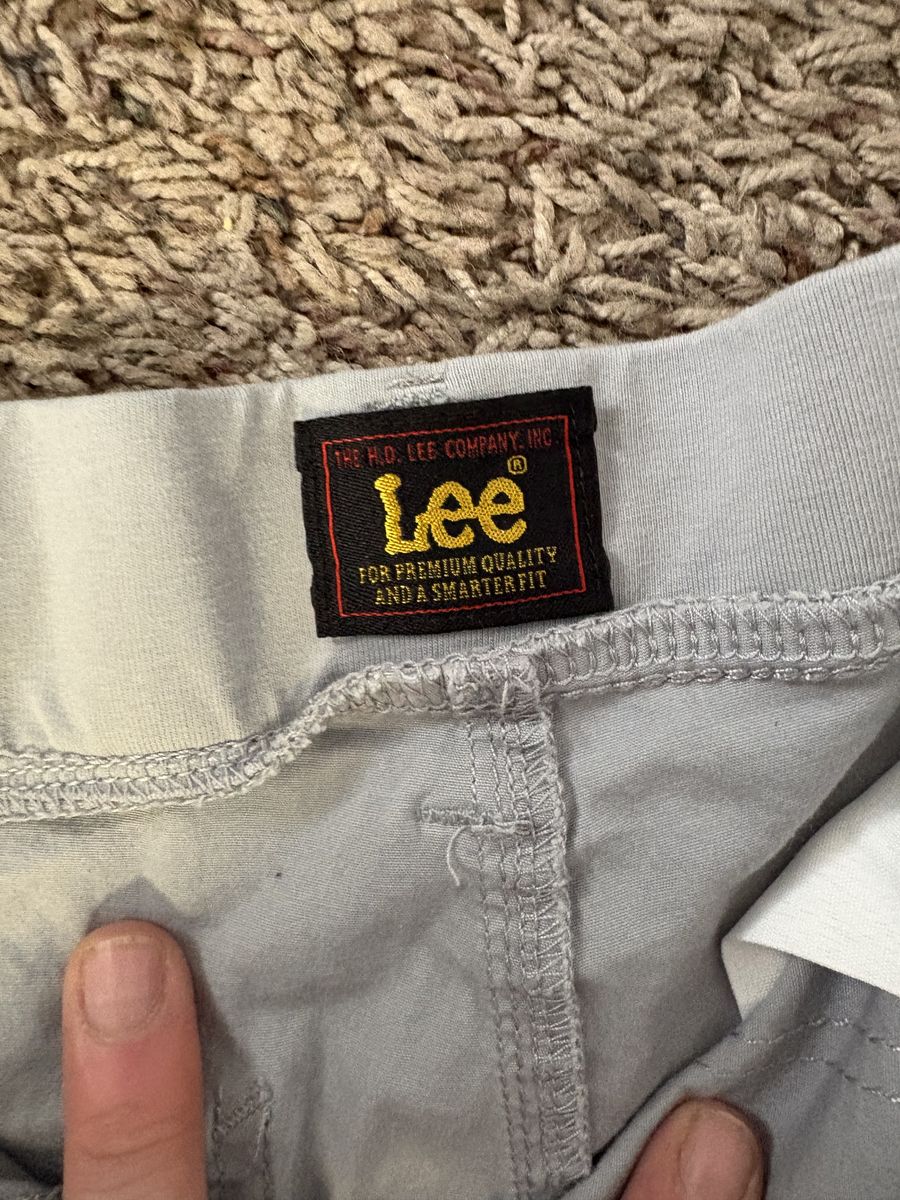 THE H.D. LEE COMPANY, INC.
Lee®
FOR PREMIUM QUALITY
AND A SMARTER FIT